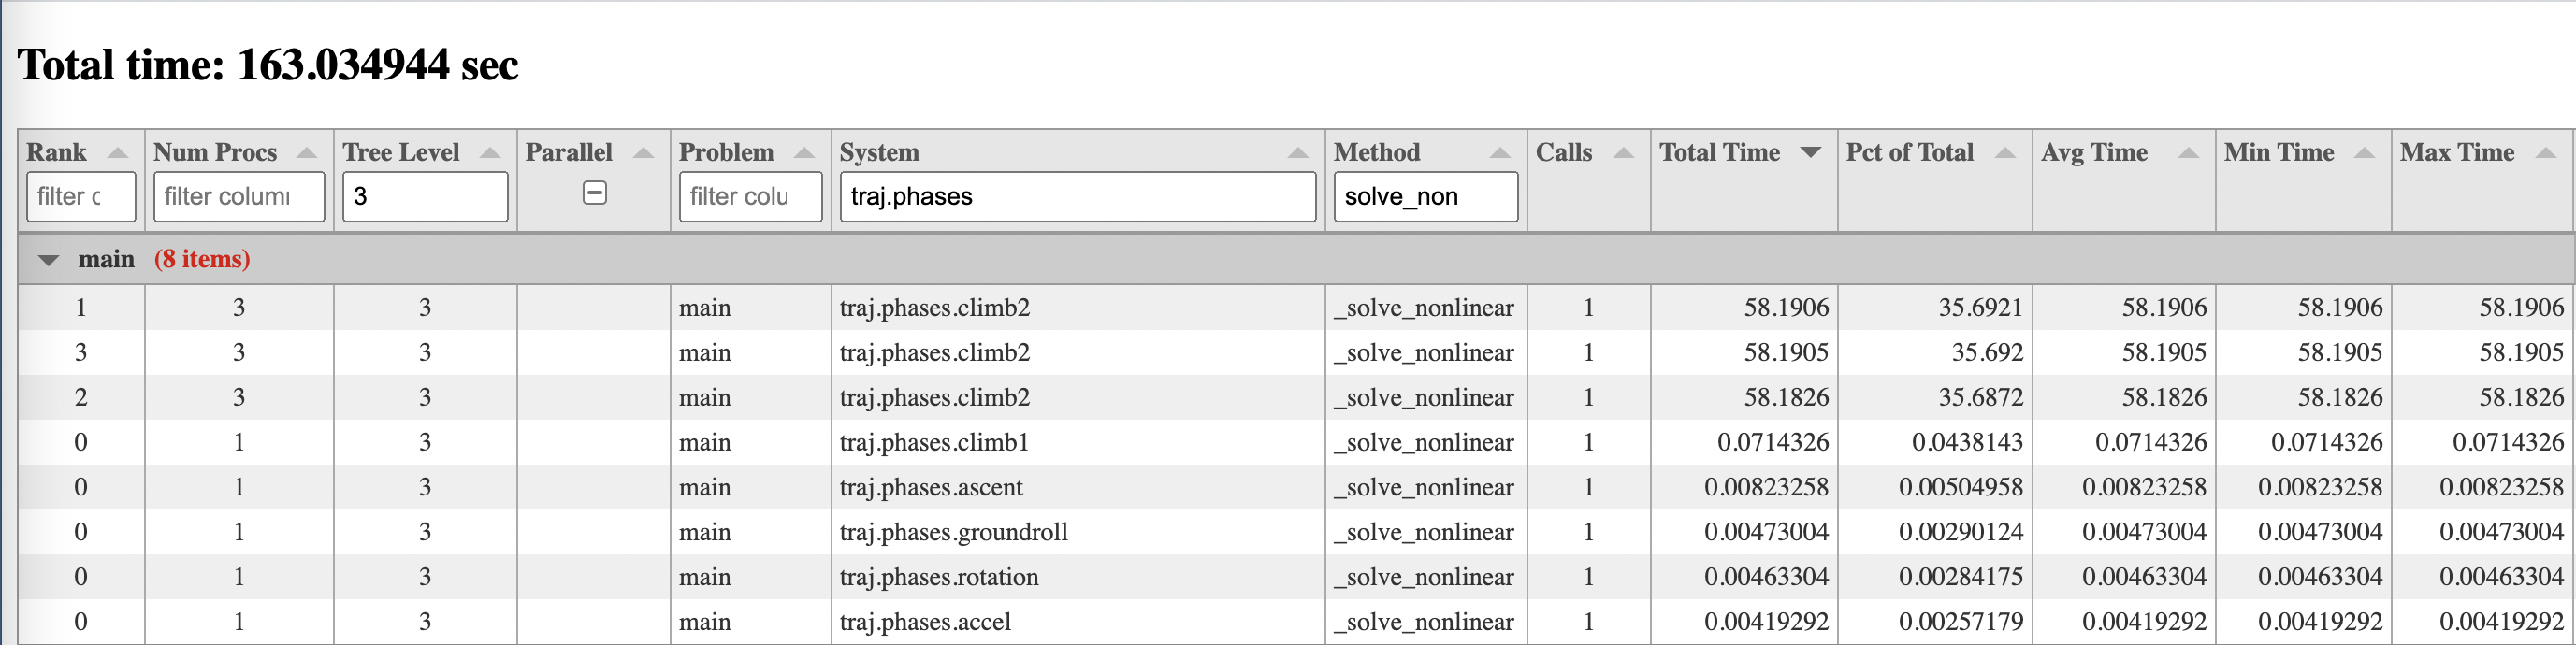 Total time: 163.034944 sec
Rank Num Procs Tree Level Parallel Problem System Method Calls Total Time Pct of Total Avg Time Min Time Max Time
filter c filter colum 3 filter colu traj.phases solve_non
main (8 items)
1 3 3 main traj.phases.climb2 _solve_nonlinear 1 58.1906 35.6921 58.1906 58.1906 58.1906
3 3 3 main traj.phases.climb2 _solve_nonlinear 1 58.1905 35.692 58.1905 58.1905 58.1905
2 3 3 main traj.phases.climb2 _solve_nonlinear 1 58.1826 35.6872 58.1826 58.1826 58.1826
0 1 3 main traj.phases.climb1 _solve_nonlinear 1 0.0714326 0.0438143 0.0714326 0.0714326 0.0714326
0 1 3 main traj.phases.ascent _solve_nonlinear 1 0.00823258 0.00504958 0.00823258 0.00823258 0.00823258
0 1 3 main traj.phases.groundroll _solve_nonlinear 1 0.00473004 0.00290124 0.00473004 0.00473004 0.00473004
0 1 3 main traj.phases.rotation _solve_nonlinear 1 0.00463304 0.00284175 0.00463304 0.00463304 0.00463304
0 1 3 main traj.phases.accel _solve_nonlinear 1 0.00419292 0.00257179 0.00419292 0.00419292 0.00419292